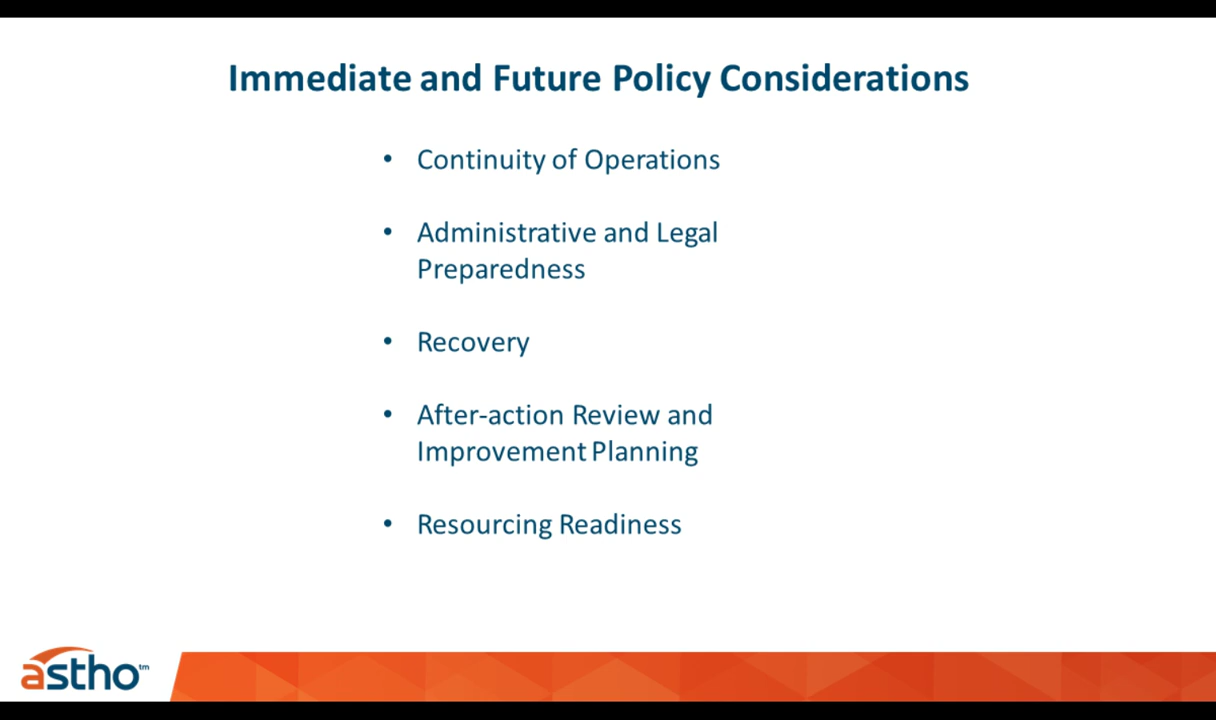 Immediate and Future Policy Considerations
• Continuity of Operations
• Administrative and Legal
Preparedness
• Recovery
• After-action Review and
Improvement Planning
• Resourcing Readiness
astho™